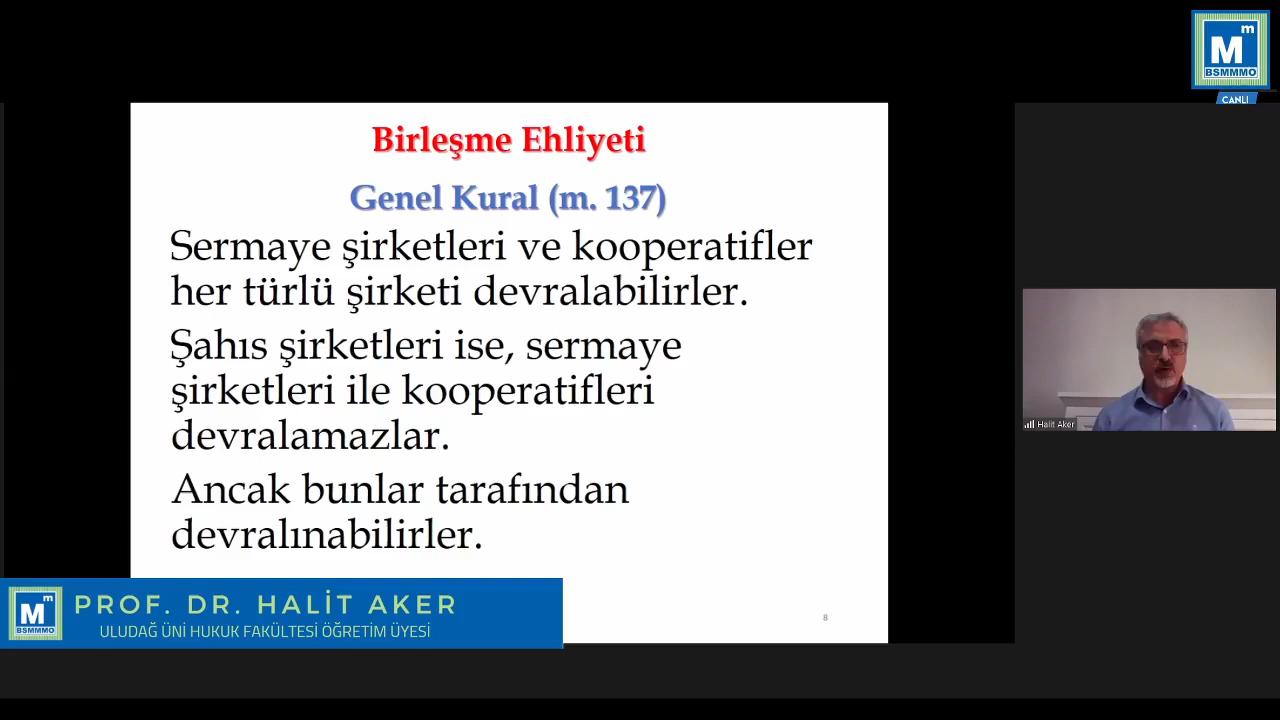 Mm
BSMMMO
CANLI
Birleşme Ehliyeti
Genel Kural (m. 137)
Sermaye şirketleri ve kooperatifler
her türlü şirketi devralabilirler.
Şahıs şirketleri ise, sermaye
şirketleri ile kooperatifleri
devralamazlar.
Ancak bunlar tarafından
devralınabilirler.
8
Halit Aker
Mm
BSMMMO
PROF. DR. HALİT AKER
ULUDAĞ ÜNİ HUKUK FAKÜLTESİ ÖĞRETİM ÜYESİ